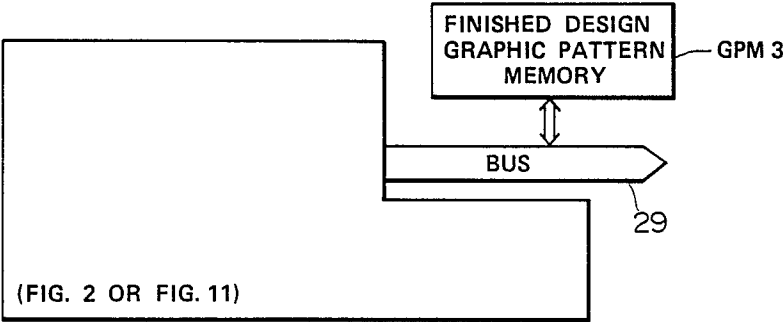 FINISHED DESIGN
GRAPHIC PATTERN
MEMORY
GPM 3
BUS
29
(FIG. 2 OR FIG. 11)